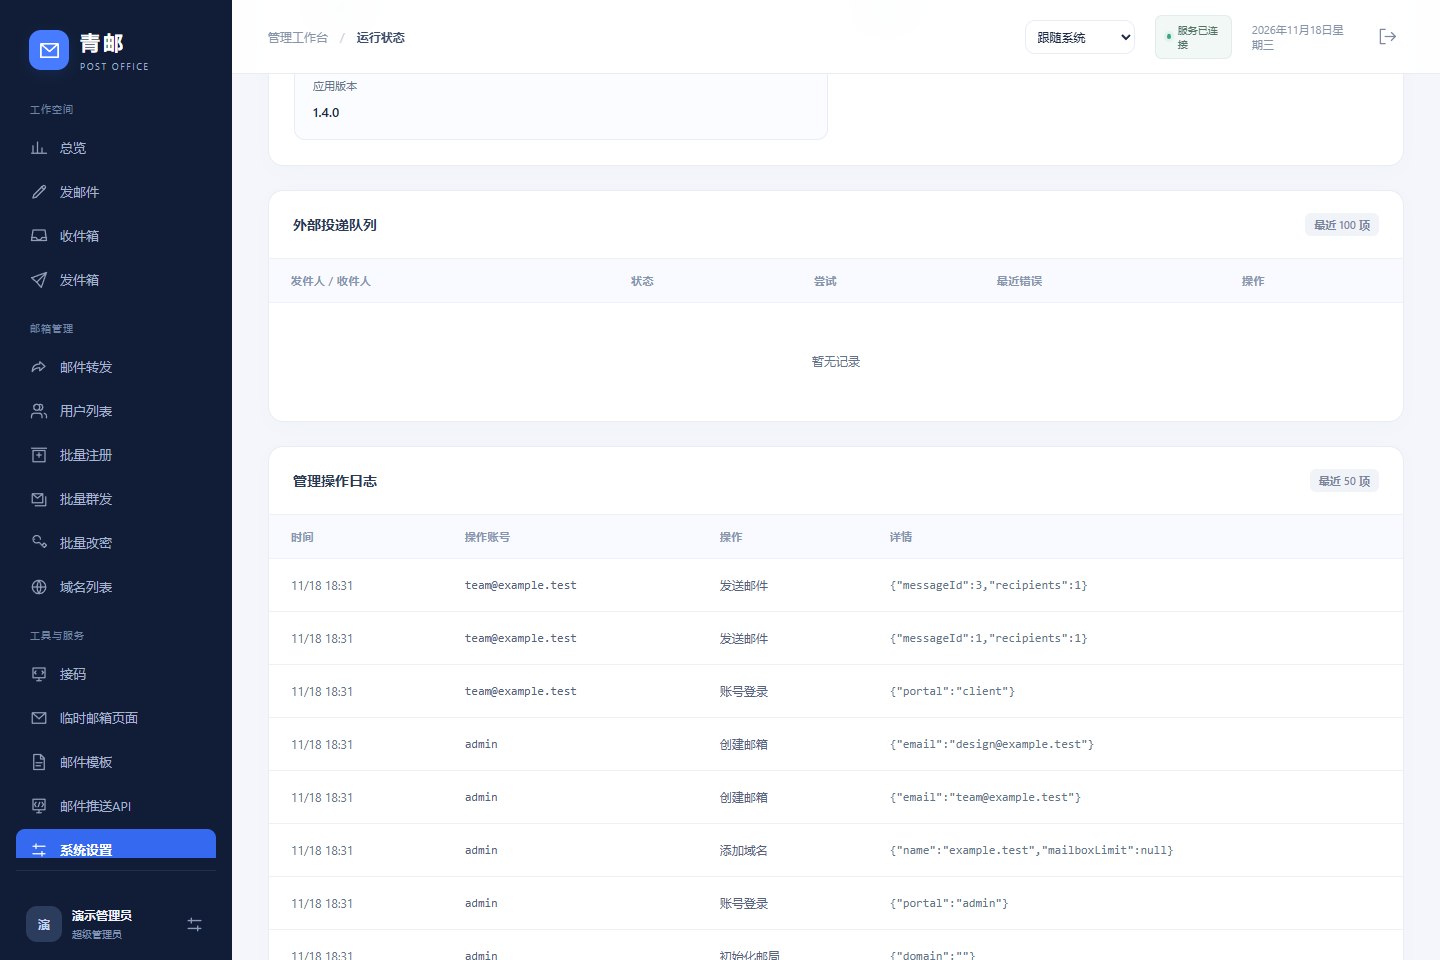 青邮
POST OFFICE
工作空间
总览
发邮件
收件箱
发件箱
邮箱管理
邮件转发
用户列表
批量注册
批量群发
批量改密
域名列表
工具与服务
接码
临时邮箱页面
邮件模板
邮件推送API
系统设置
演
演示管理员
超级管理员
管理工作台 / 运行状态
跟随系统
服务已连
接
2026年11月18日星
期三
应用版本
1.4.0
外部投递队列
最近 100 项
发件人 / 收件人 状态 尝试 最近错误 操作
暂无记录
管理操作日志
最近 50 项
时间 操作账号 操作 详情
11/18 18:31 team@example.test 发送邮件 {"messageId":3,"recipients":1}
11/18 18:31 team@example.test 发送邮件 {"messageId":1,"recipients":1}
11/18 18:31 team@example.test 账号登录 {"portal":"client"}
11/18 18:31 admin 创建邮箱 {"email":"design@example.test"}
11/18 18:31 admin 创建邮箱 {"email":"team@example.test"}
11/18 18:31 admin 添加域名 {"name":"example.test","mailboxLimit":null}
11/18 18:31 admin 账号登录 {"portal":"admin"}
11/18 18:31 admin 初始化邮局 {"domain":""}